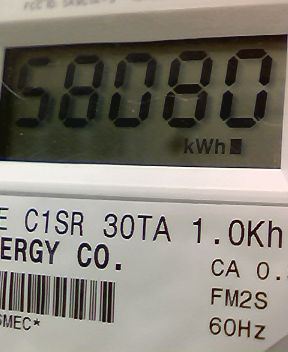 58080
kWh
E C1SR 30TA 1.0Kh
ERGY CO.
CA 0.
FM2S
SMEC*
60Hz